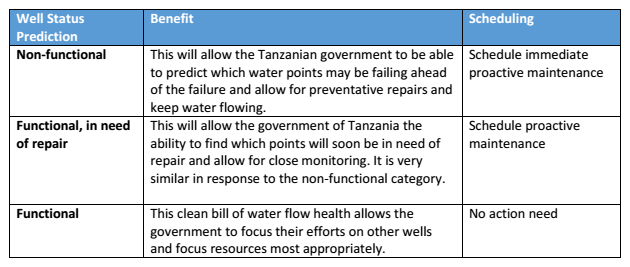 Well Status Prediction | Benefit | Scheduling
Non-functional | This will allow the Tanzanian government to be able | Schedule immediate
to predict which water points may be failing ahead | proactive maintenance
of the failure and allow for preventative repairs and
keep water flowing.
Functional, in need | This will allow the government of Tanzania the | Schedule proactive
of repair | ability to find which points will soon be in need of | maintenance
repair and allow for close monitoring. It is very
similar in response to the non-functional category.
Functional | This clean bill of water flow health allows the | No action need
government to focus their efforts on other wells
and focus resources most appropriately.